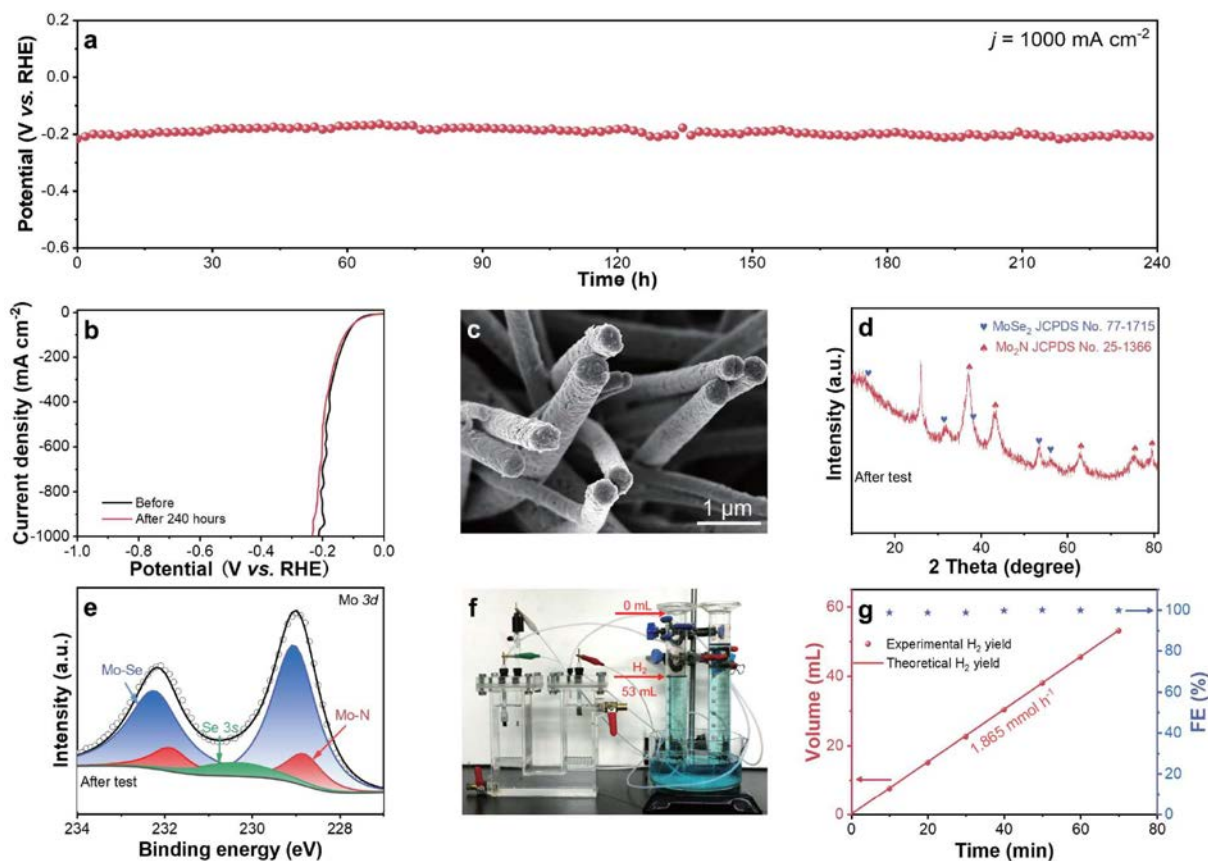 a
j = 1000 mA cm⁻²
Potential (V vs. RHE)
0.2
0.0
-0.2
-0.4
-0.6
0 30 60 90 120 150 180 210 240
Time (h)
b
Current density (mA cm⁻²)
0
-200
-400
-600
-800
-1000
Before
After 240 hours
-1.0 -0.8 -0.6 -0.4 -0.2 0.0
Potential (V vs. RHE)
c
1 μm
d
♥ MoSe₂ JCPDS No. 77-1715
♠ Mo₂N JCPDS No. 25-1366
Intensity (a.u.)
After test
20 40 60 80
2 Theta (degree)
e
Mo 3d
Mo-Se
Se 3s
Mo-N
Intensity (a.u.)
After test
234 232 230 228
Binding energy (eV)
f
0 mL
H₂
53 mL
g
Volume (mL)
60
40
20
0
Experimental H₂ yield
Theoretical H₂ yield
1.865 mmol h⁻¹
100
80
60
40
20
0
FE (%)
0 10 20 30 40 50 60 70 80
Time (min)